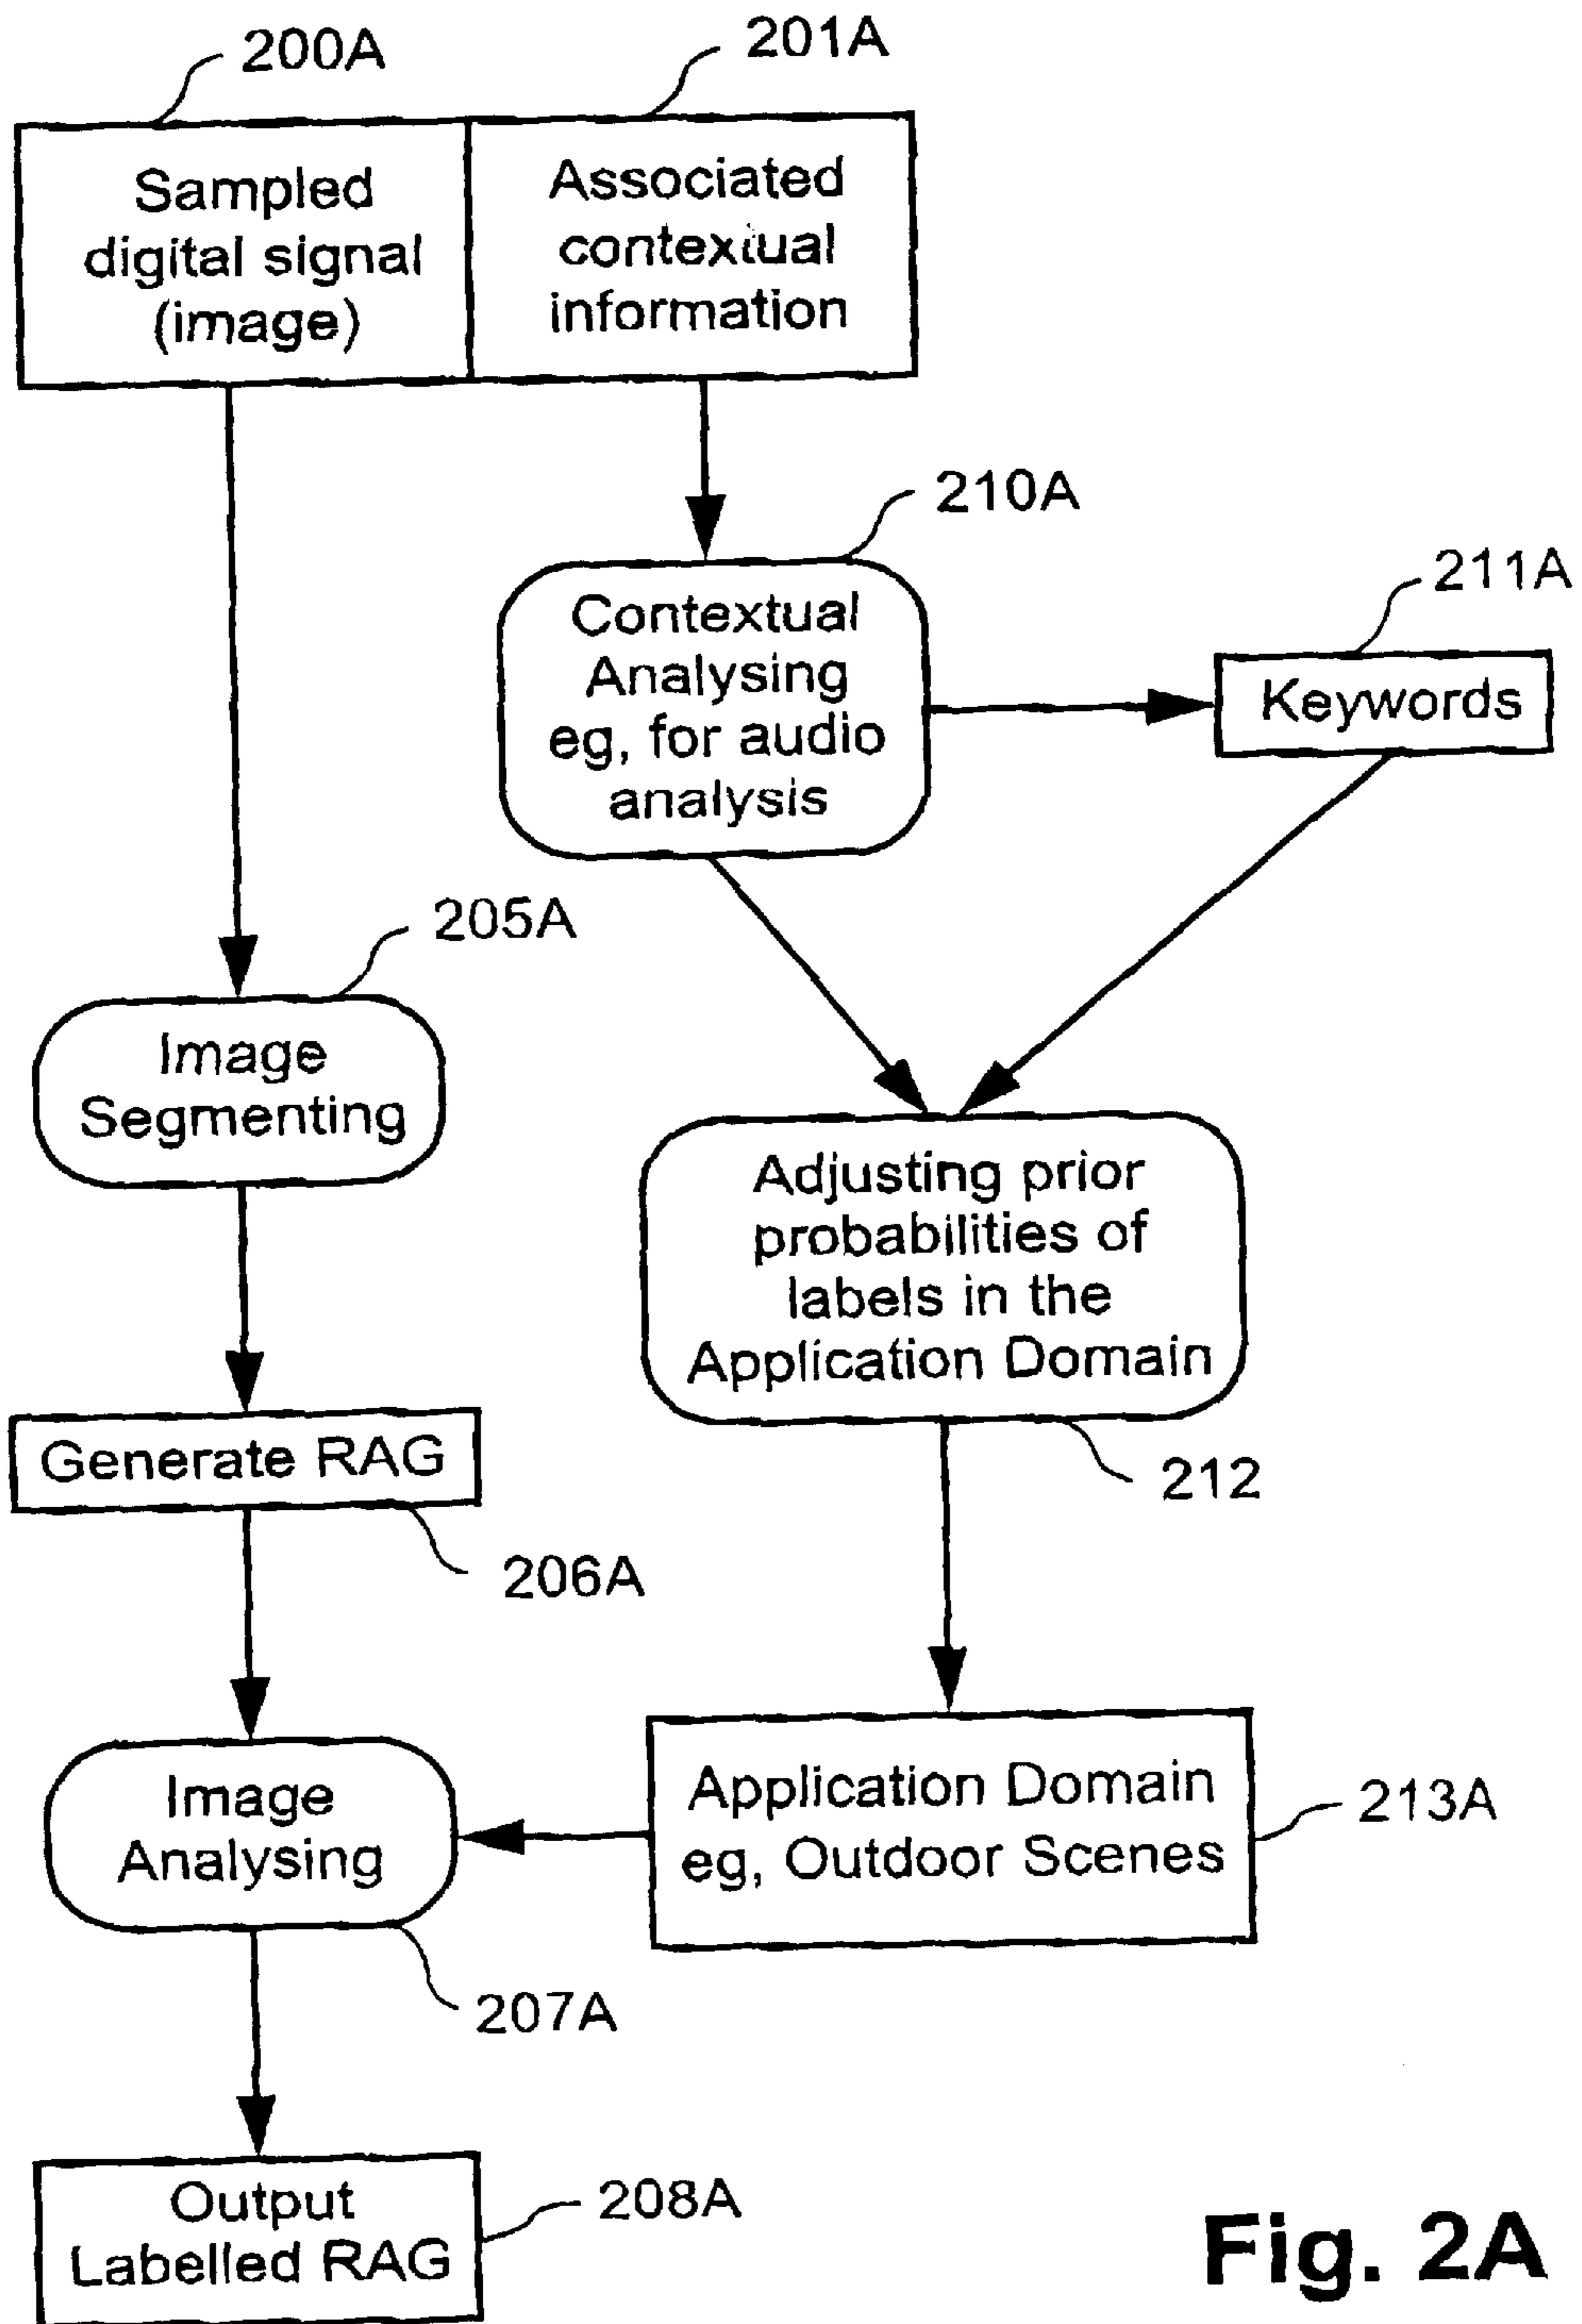 200A
201A
Sampled
digital signal
(image)
Associated
contextual
information
210A
211A
Contextual
Analysing
eg, for audio
analysis
Keywords
205A
Image
Segmenting
Adjusting prior
probabilities of
labels in the
Application Domain
212
Generate RAG
206A
Image
Analysing
Application Domain
eg, Outdoor Scenes
213A
207A
Output
Labelled RAG
208A
Fig. 2A